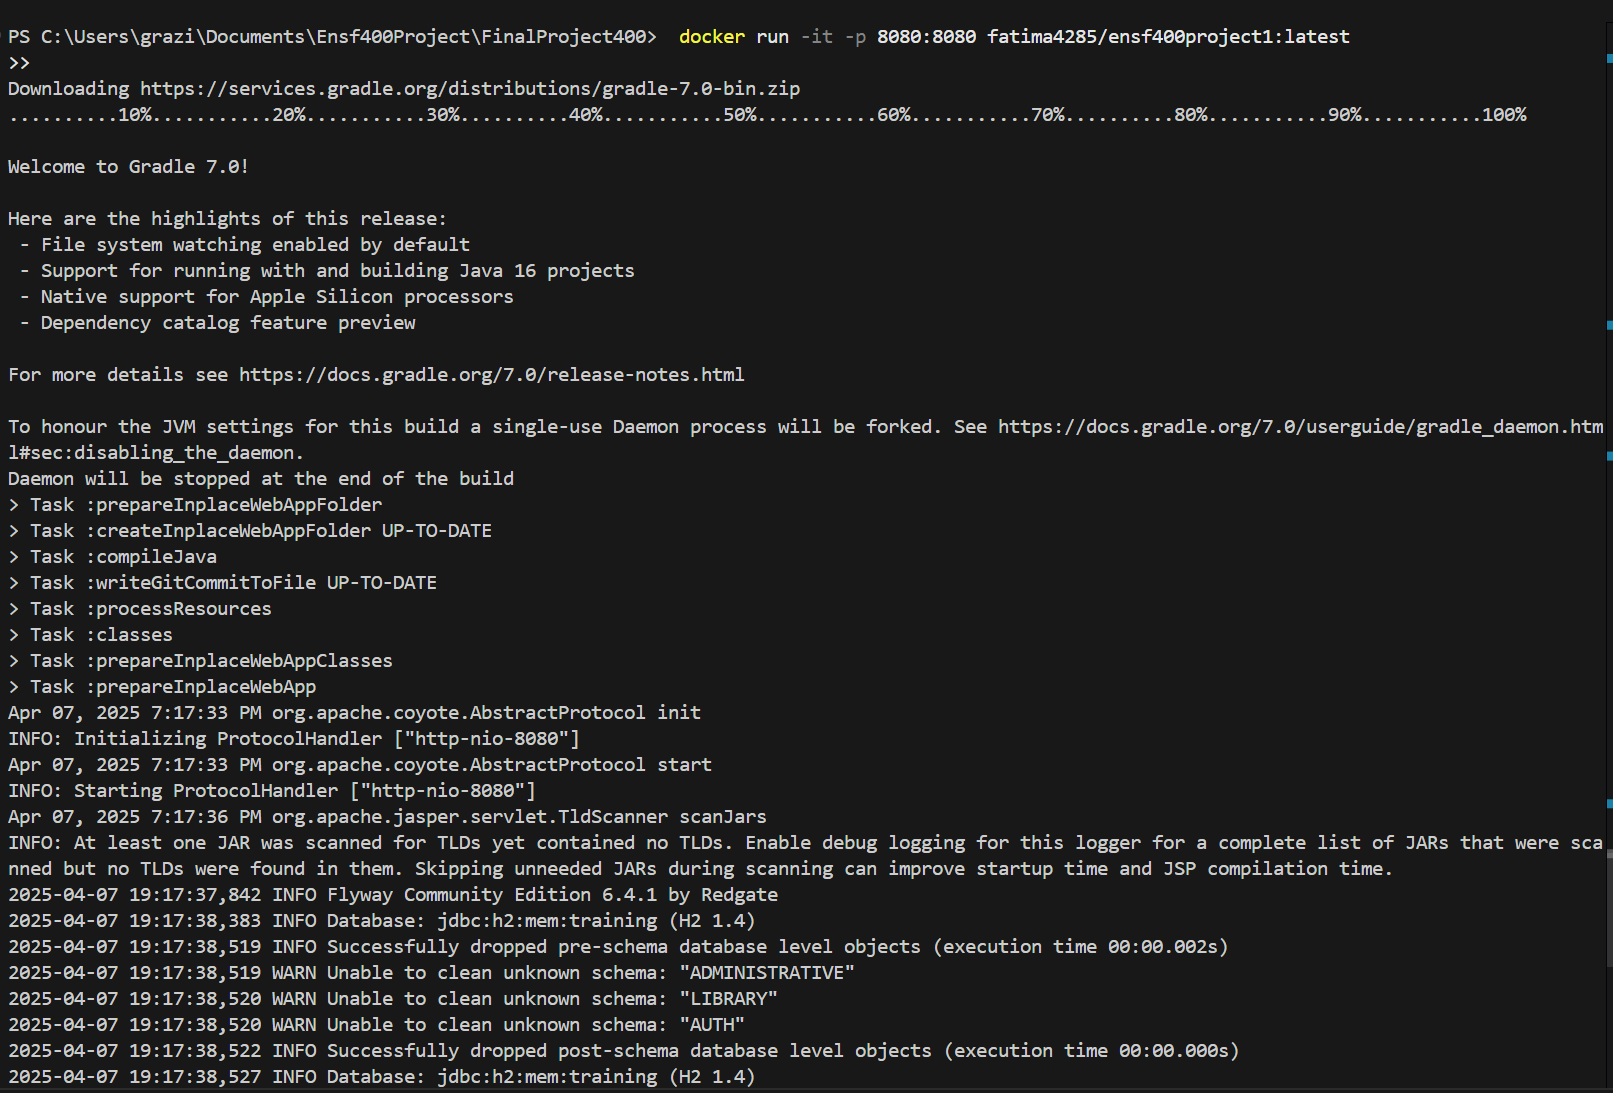 PS C:\Users\grazi\Documents\Ensf400Project\FinalProject400>  docker run -it -p 8080:8080 fatima4285/ensf400project1:latest
>>
Downloading https://services.gradle.org/distributions/gradle-7.0-bin.zip
..........10%...........20%...........30%..........40%...........50%...........60%...........70%..........80%...........90%...........100%
Welcome to Gradle 7.0!
Here are the highlights of this release:
 - File system watching enabled by default
 - Support for running with and building Java 16 projects
 - Native support for Apple Silicon processors
 - Dependency catalog feature preview
For more details see https://docs.gradle.org/7.0/release-notes.html
To honour the JVM settings for this build a single-use Daemon process will be forked. See https://docs.gradle.org/7.0/userguide/gradle_daemon.htm
l#sec:disabling_the_daemon.
Daemon will be stopped at the end of the build
> Task :prepareInplaceWebAppFolder
> Task :createInplaceWebAppFolder UP-TO-DATE
> Task :compileJava
> Task :writeGitCommitToFile UP-TO-DATE
> Task :processResources
> Task :classes
> Task :prepareInplaceWebAppClasses
> Task :prepareInplaceWebApp
Apr 07, 2025 7:17:33 PM org.apache.coyote.AbstractProtocol init
INFO: Initializing ProtocolHandler ["http-nio-8080"]
Apr 07, 2025 7:17:33 PM org.apache.coyote.AbstractProtocol start
INFO: Starting ProtocolHandler ["http-nio-8080"]
Apr 07, 2025 7:17:36 PM org.apache.jasper.servlet.TldScanner scanJars
INFO: At least one JAR was scanned for TLDs yet contained no TLDs. Enable debug logging for this logger for a complete list of JARs that were sca
nned but no TLDs were found in them. Skipping unneeded JARs during scanning can improve startup time and JSP compilation time.
2025-04-07 19:17:37,842 INFO Flyway Community Edition 6.4.1 by Redgate
2025-04-07 19:17:38,383 INFO Database: jdbc:h2:mem:training (H2 1.4)
2025-04-07 19:17:38,519 INFO Successfully dropped pre-schema database level objects (execution time 00:00.002s)
2025-04-07 19:17:38,519 WARN Unable to clean unknown schema: "ADMINISTRATIVE"
2025-04-07 19:17:38,520 WARN Unable to clean unknown schema: "LIBRARY"
2025-04-07 19:17:38,520 WARN Unable to clean unknown schema: "AUTH"
2025-04-07 19:17:38,522 INFO Successfully dropped post-schema database level objects (execution time 00:00.000s)
2025-04-07 19:17:38,527 INFO Database: jdbc:h2:mem:training (H2 1.4)